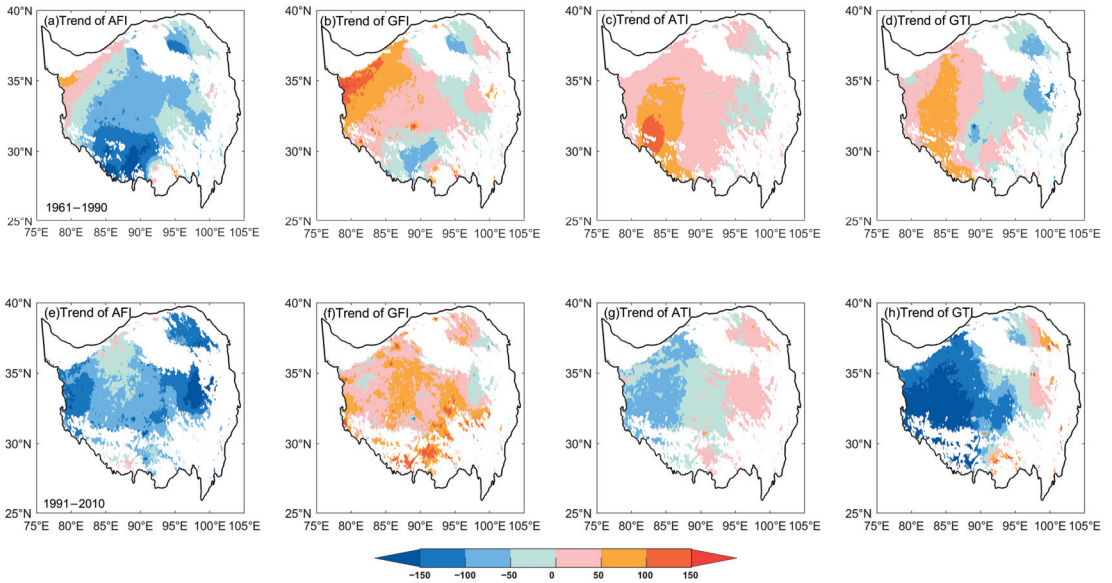 (a)Trend of AFI
(b)Trend of GFI
(c)Trend of ATI
(d)Trend of GTI
40°N
35°N
30°N
25°N
1961−1990
75°E 80°E 85°E 90°E 95°E 100°E 105°E
40°N
35°N
30°N
25°N
75°E 80°E 85°E 90°E 95°E 100°E 105°E
40°N
35°N
30°N
25°N
75°E 80°E 85°E 90°E 95°E 100°E 105°E
40°N
35°N
30°N
25°N
75°E 80°E 85°E 90°E 95°E 100°E 105°E
(e)Trend of AFI
(f)Trend of GFI
(g)Trend of ATI
(h)Trend of GTI
40°N
35°N
30°N
25°N
1991−2010
75°E 80°E 85°E 90°E 95°E 100°E 105°E
40°N
35°N
30°N
25°N
75°E 80°E 85°E 90°E 95°E 100°E 105°E
40°N
35°N
30°N
25°N
75°E 80°E 85°E 90°E 95°E 100°E 105°E
40°N
35°N
30°N
25°N
75°E 80°E 85°E 90°E 95°E 100°E 105°E
−150 −100 −50 0 50 100 150